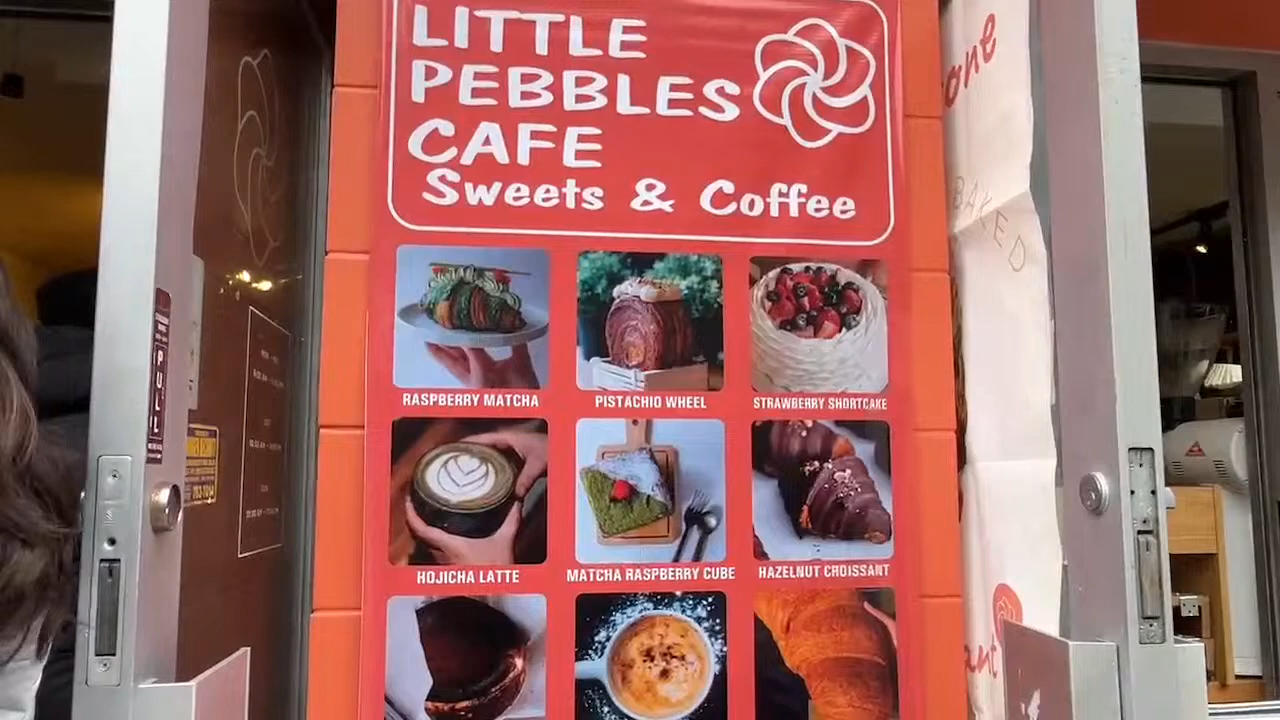 LITTLE
PEBBLES
CAFE
Sweets & Coffee
RASPBERRY MATCHA
PISTACHIO WHEEL
STRAWBERRY SHORTCAKE
HOJICHA LATTE
MATCHA RASPBERRY CUBE
HAZELNUT CROISSANT
PULL
one
BAKED